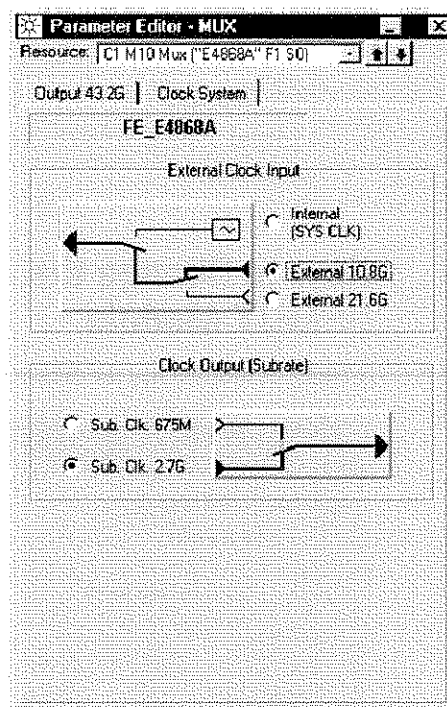 Parameter Editor - MUX
Resource: C1 M10 Mux ("E4868A" F1 S0)
Output 43.2G Clock System
FE_E4868A
External Clock Input
Internal
(SYS CLK)
External 10.8G
External 21.6G
Clock Output (Subrate)
Sub. Clk. 675M
Sub. Clk. 2.7G